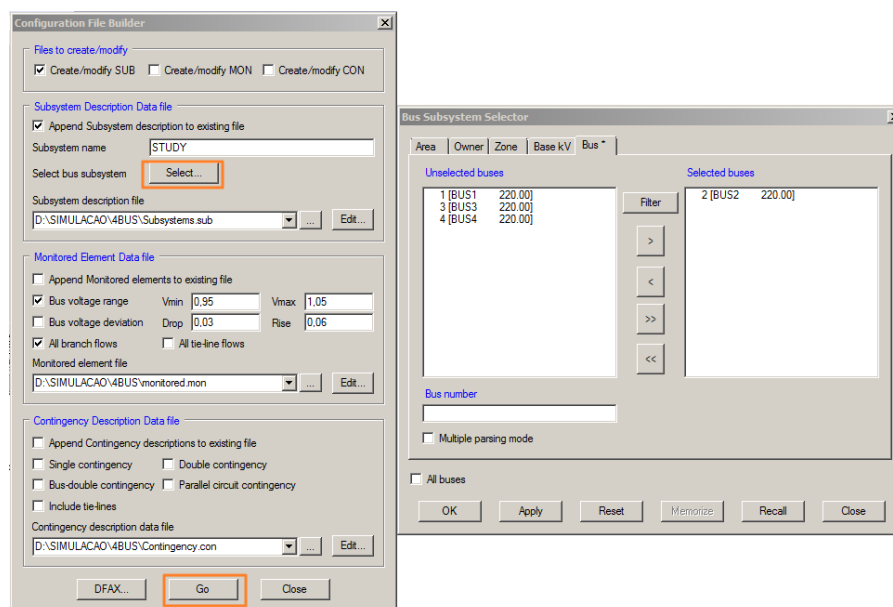 Configuration File Builder
Files to create/modify
Create/modify SUB Create/modify MON Create/modify CON
Subsystem Description Data file
Append Subsystem description to existing file
Subsystem name STUDY
Select bus subsystem Select...
Subsystem description file
D:\SIMULACAO\4BUS\Subsystems.sub ... Edit...
Monitored Element Data file
Append Monitored elements to existing file
Bus voltage range Vmin 0,95 Vmax 1,05
Bus voltage deviation Drop 0,03 Rise 0,06
All branch flows All tie-line flows
Monitored element file
D:\SIMULACAO\4BUS\monitored.mon ... Edit...
Contingency Description Data file
Append Contingency descriptions to existing file
Single contingency Double contingency
Bus-double contingency Parallel circuit contingency
Include tie-lines
Contingency description data file
D:\SIMULACAO\4BUS\Contingency.con ... Edit...
DFAX... Go Close
Bus Subsystem Selector
Area Owner Zone Base kV Bus *
Unselected buses Selected buses
1 [BUS1 220.00]
3 [BUS3 220.00]
4 [BUS4 220.00]
Filter
>
<
>>
<<
2 [BUS2 220.00]
Bus number
Multiple parsing mode
All buses
OK Apply Reset Memorize Recall Close